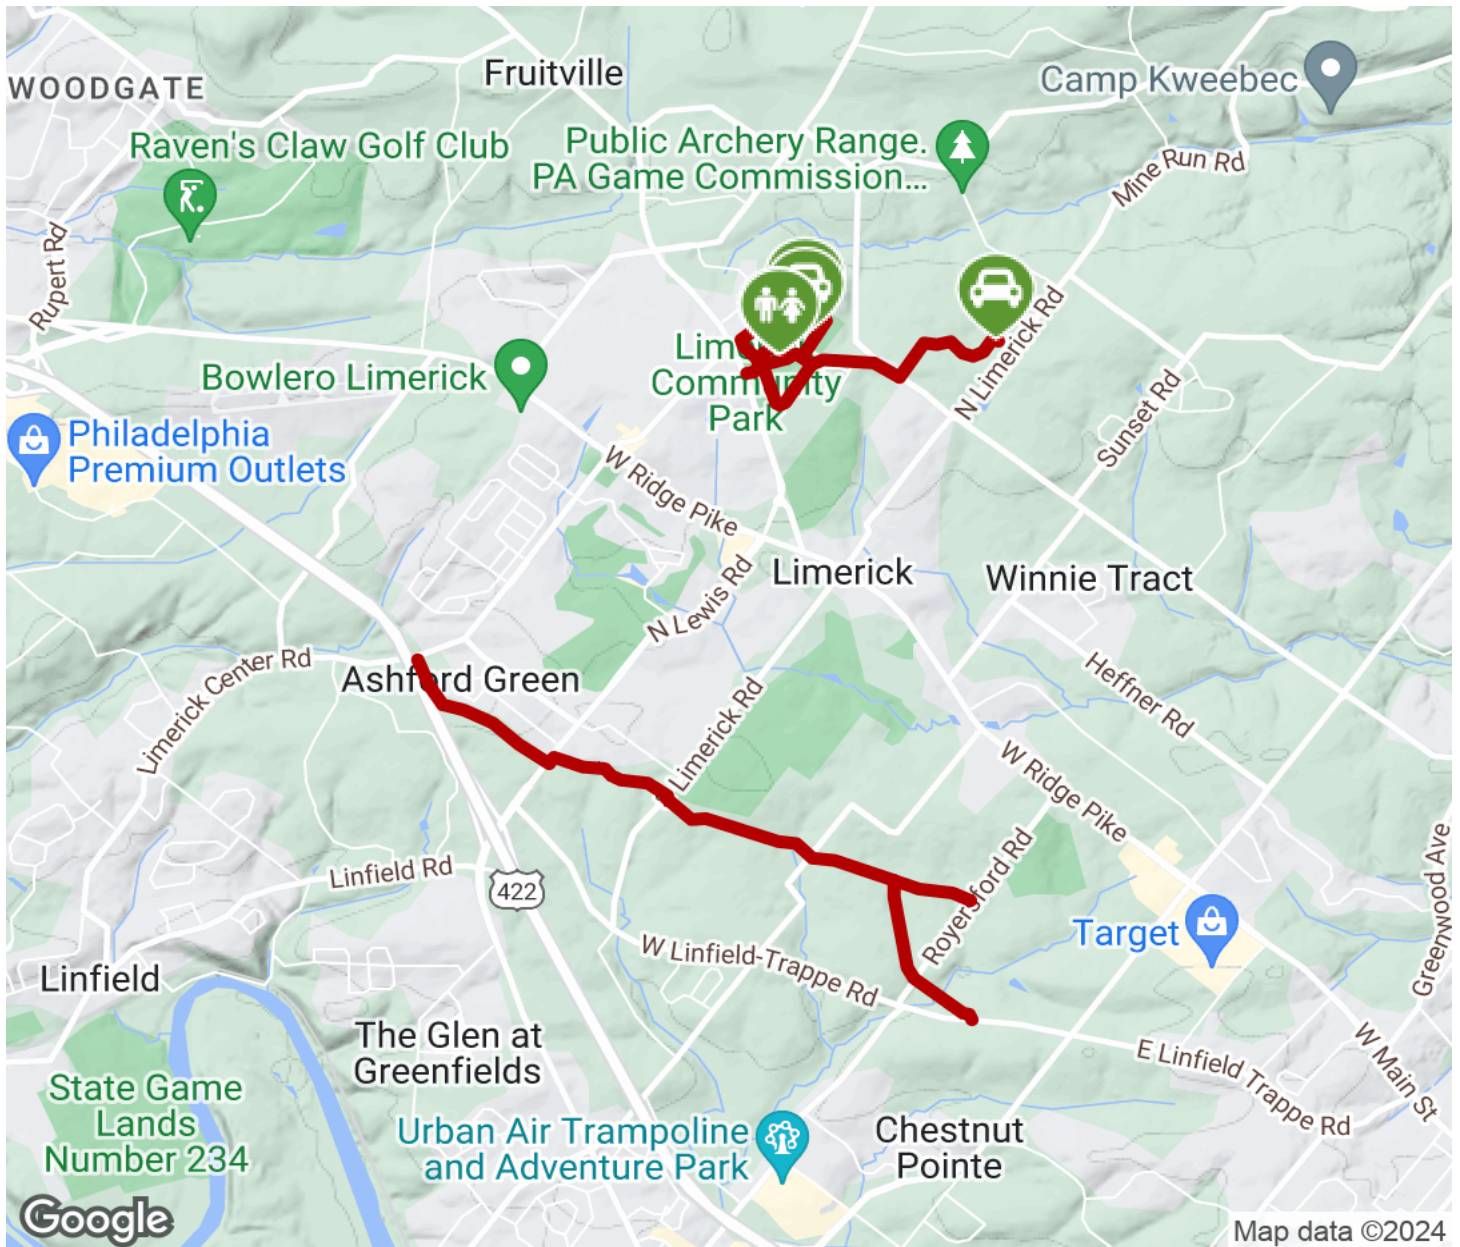 Fruitville
Camp Kweebec
WOODGATE
Raven's Claw Golf Club
Public Archery Range.
PA Game Commission...
Mine Run Rd
Rupert Rd
N Limerick Rd
Community
Park
Bowlero Limerick
Sunset Rd
Philadelphia
Premium Outlets
W Ridge Pike
Limerick
Winnie Tract
N Lewis Rd
Limerick Center Rd
Ashford Green
Heffner Rd
Limerick Rd
W Ridge Pike
Linfield Rd
422
Royersford Rd
Greenwood Ave
Target
W Linfield-Trappe Rd
Linfield
The Glen at
Greenfields
E Linfield Trappe Rd
W Main St
State Game
Lands
Number 234
Urban Air Trampoline
and Adventure Park
Chestnut
Pointe
Google
Map data ©2024